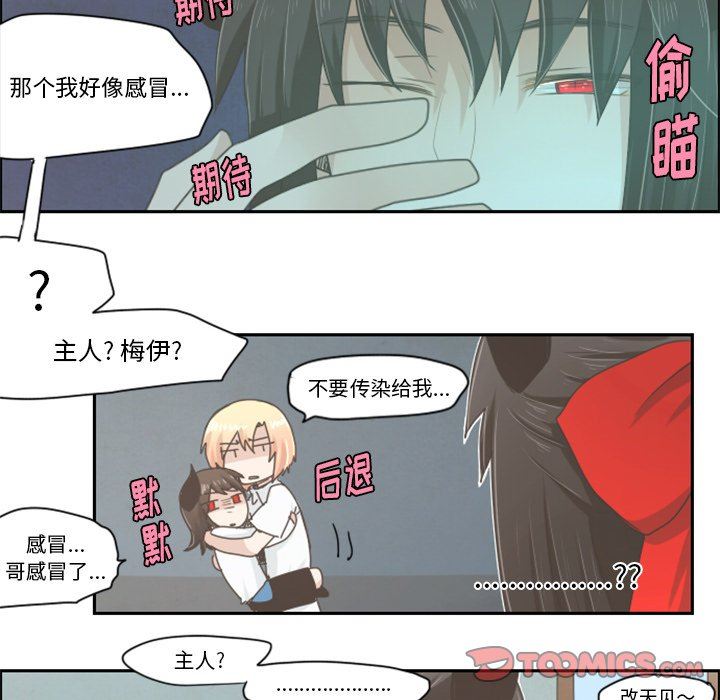 期待
那个我好像感冒...
偷瞄
期待
?
主人? 梅伊?
不要传染给我...
默默
后退
感冒...
哥感冒了...
..................??
主人?
..................
改天见~
TOOMICS.COM